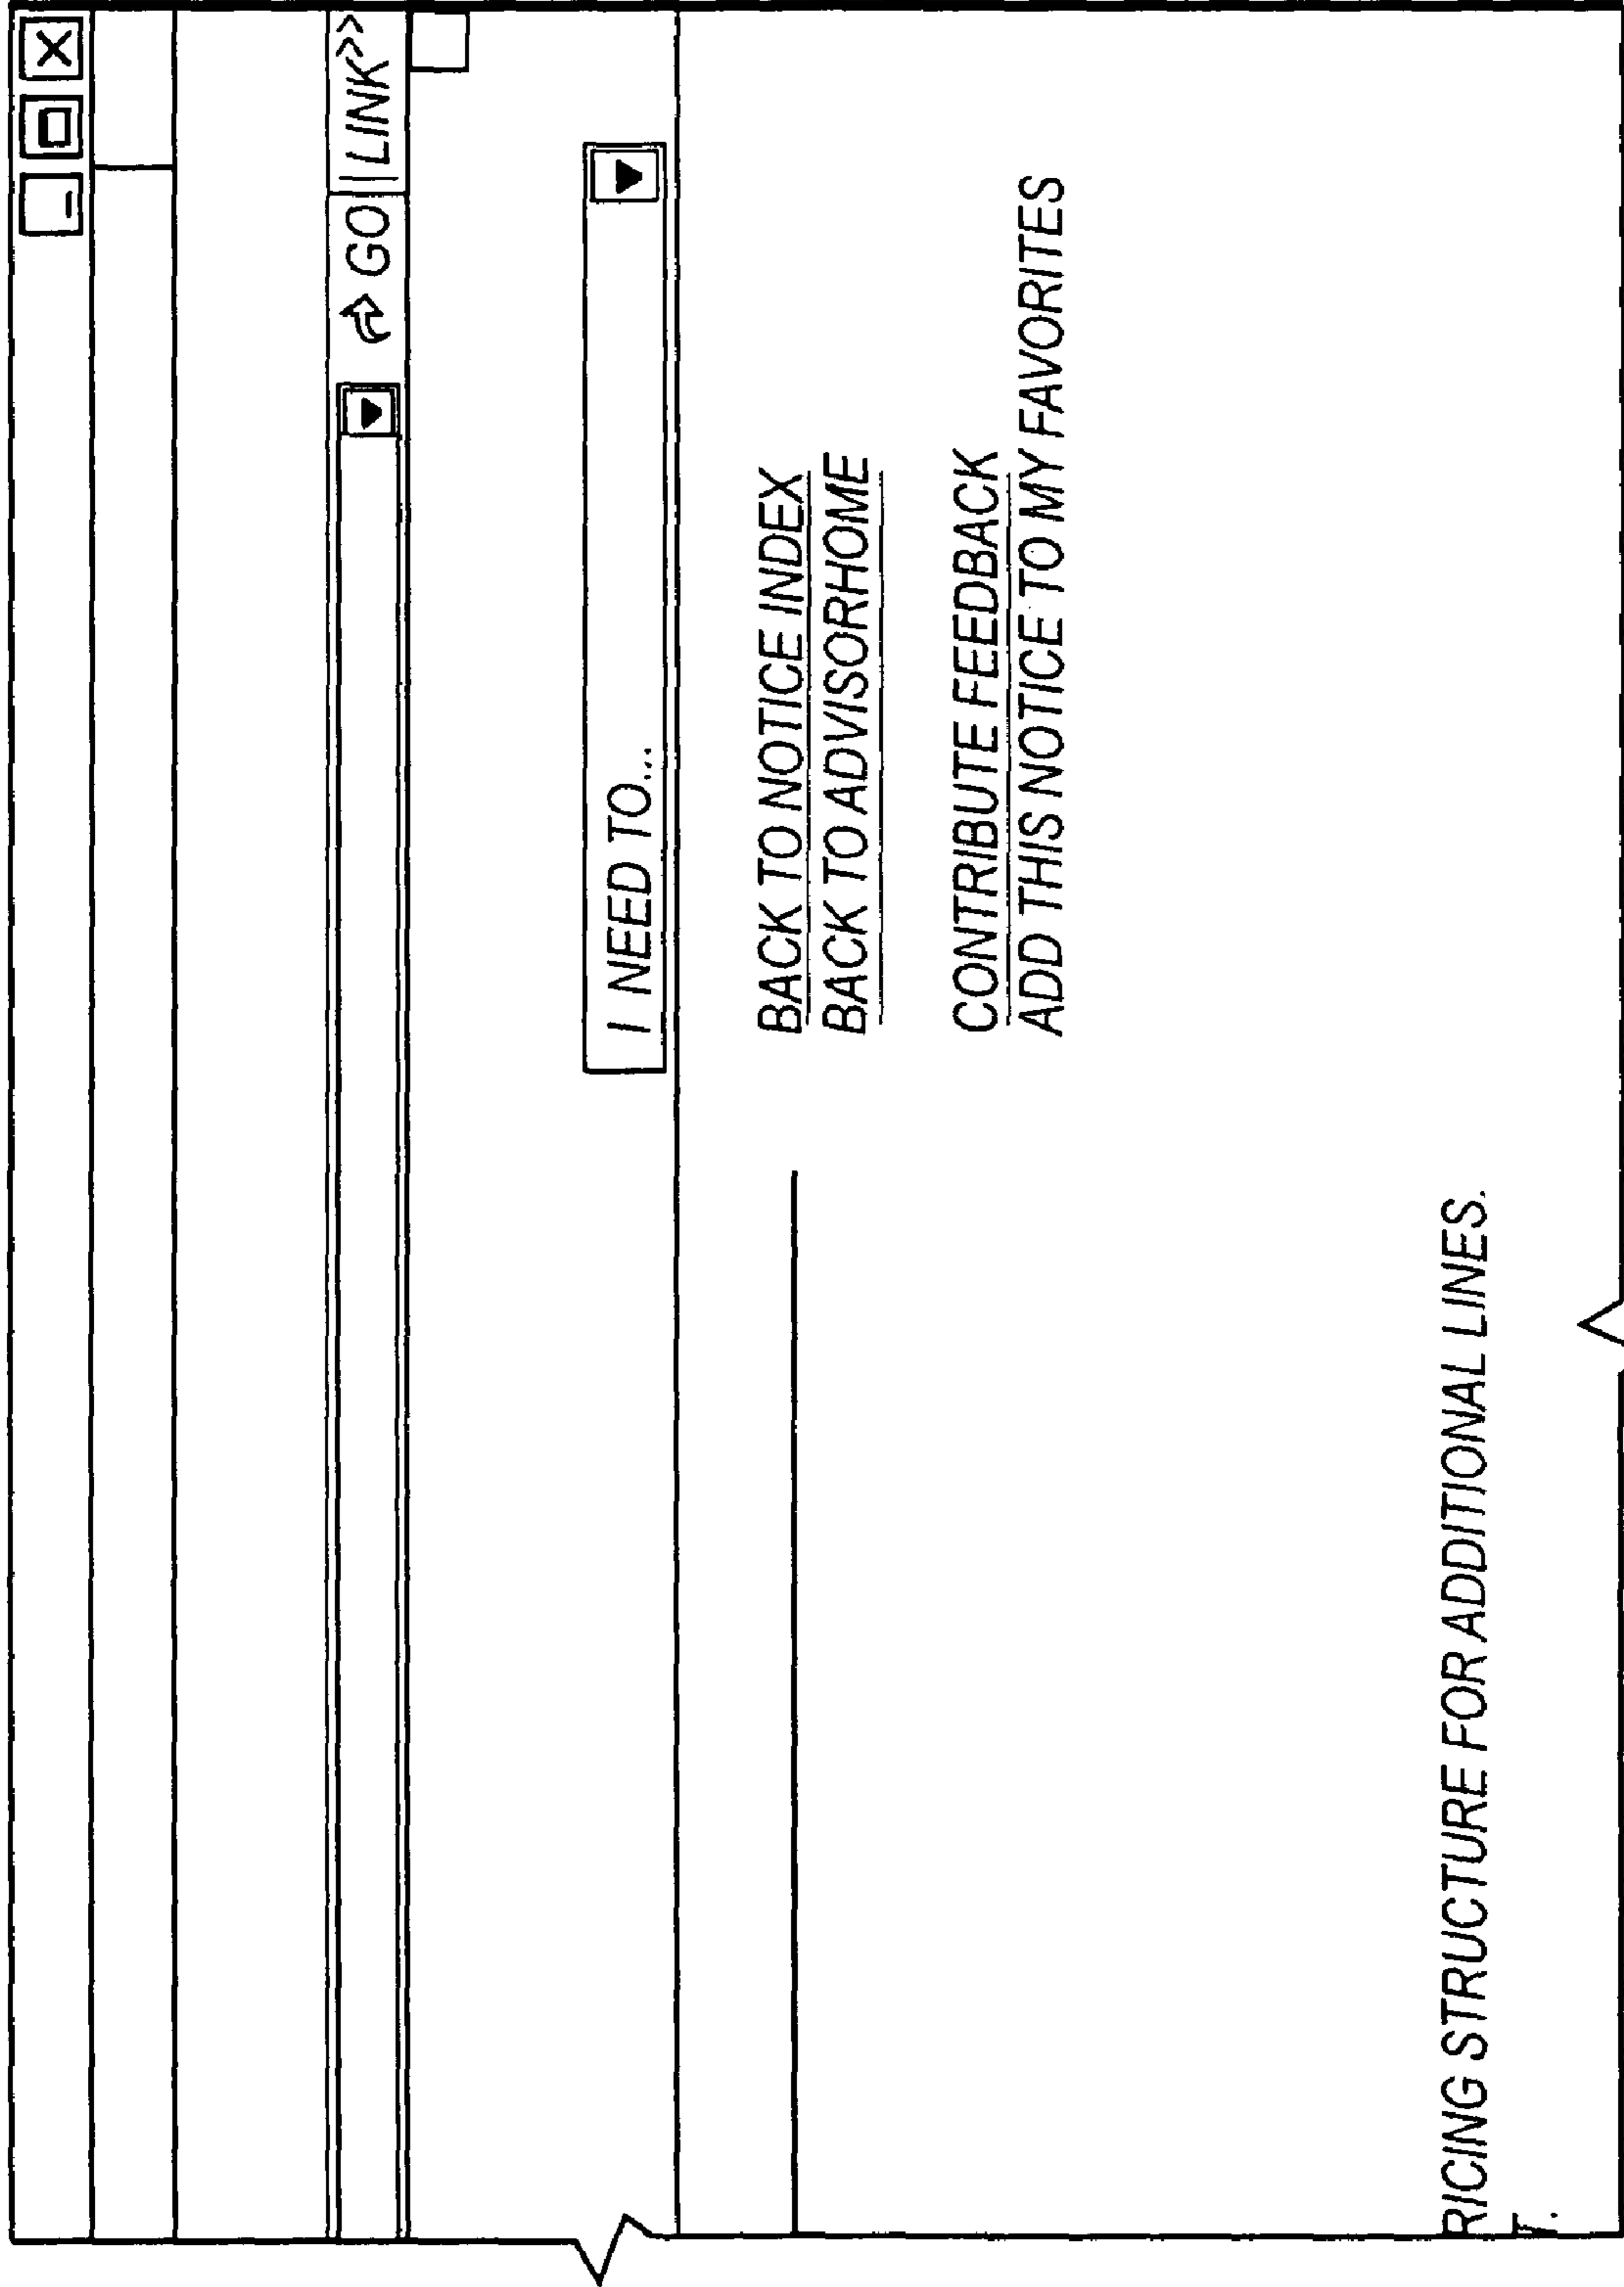 GO LINK>>
I NEED TO...
BACK TO NOTICE INDEX
BACK TO ADVISORHOME
CONTRIBUTE FEEDBACK
ADD THIS NOTICE TO MY FAVORITES
RICING STRUCTURE FOR ADDITIONAL LINES.